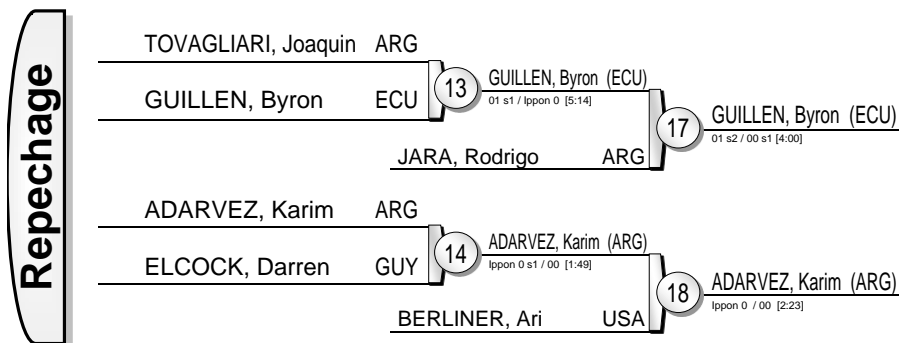 Repechage
TOVAGLIARI, Joaquin ARG
GUILLEN, Byron ECU
13
GUILLEN, Byron (ECU)
01 s1 / Ippon 0 [5:14]
JARA, Rodrigo ARG
17
GUILLEN, Byron (ECU)
01 s2 / 00 s1 [4:00]
ADARVEZ, Karim ARG
ELCOCK, Darren GUY
14
ADARVEZ, Karim (ARG)
Ippon 0 s1 / 00 [1:49]
BERLINER, Ari USA
18
ADARVEZ, Karim (ARG)
Ippon 0 / 00 [2:23]